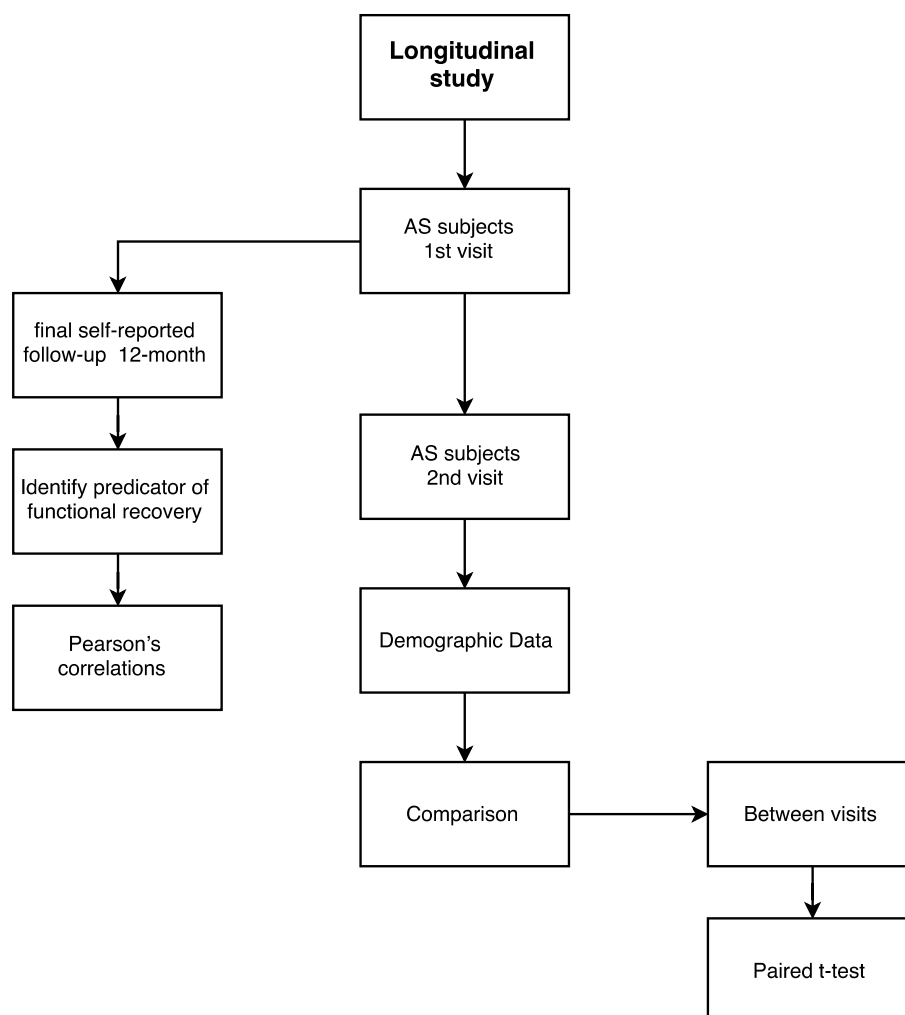 Longitudinal
study
AS subjects
1st visit
final self-reported
follow-up 12-month
Identify predicator of
functional recovery
Pearson’s
correlations
AS subjects
2nd visit
Demographic Data
Comparison
Between visits
Paired t-test